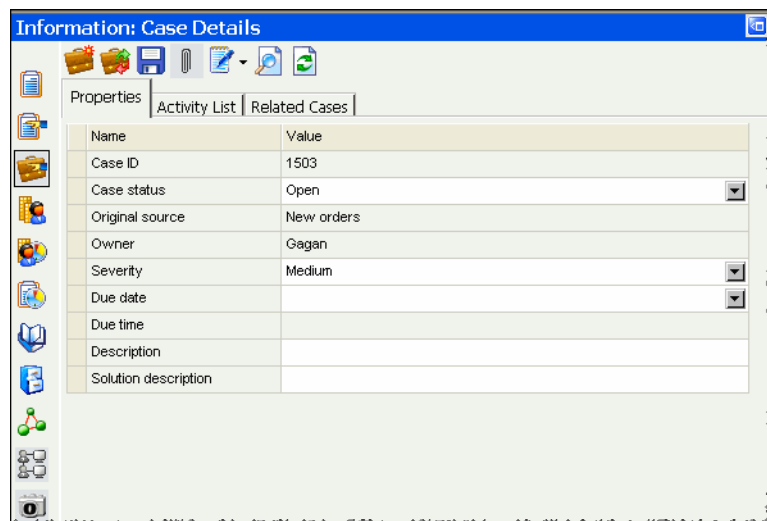 Information: Case Details
Properties Activity List Related Cases
Name Value
Case ID 1503
Case status Open
Original source New orders
Owner Gagan
Severity Medium
Due date
Due time
Description
Solution description